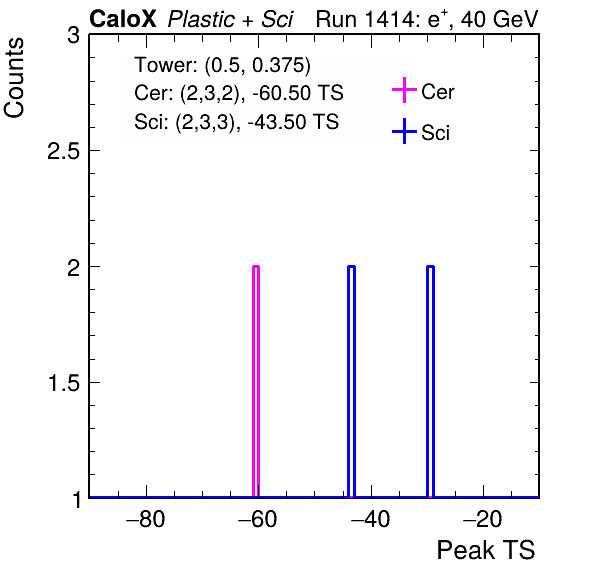 CaloX Plastic + Sci Run 1414: e⁺, 40 GeV
Counts
3
2.5
2
1.5
1
Tower: (0.5, 0.375)
Cer: (2,3,2), -60.50 TS
Sci: (2,3,3), -43.50 TS
Cer
Sci
−80 −60 −40 −20
Peak TS